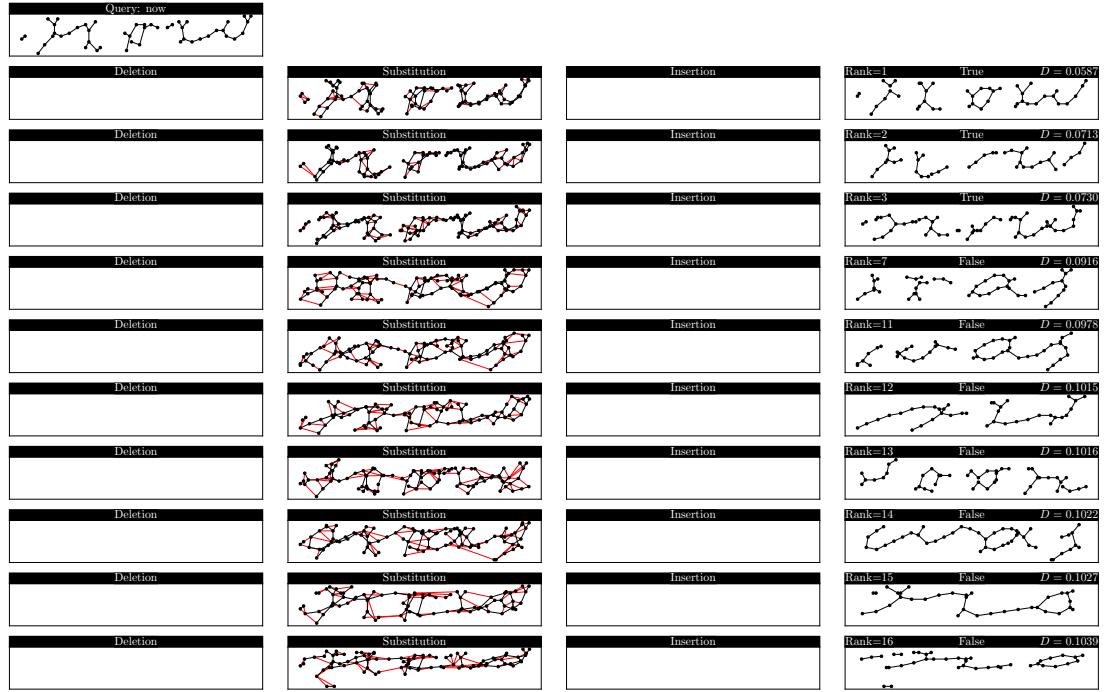 Query: now
Deletion Substitution Insertion Rank=1 True D = 0.0587
Deletion Substitution Insertion Rank=2 True D = 0.0713
Deletion Substitution Insertion Rank=3 True D = 0.0730
Deletion Substitution Insertion Rank=7 False D = 0.0916
Deletion Substitution Insertion Rank=11 False D = 0.0978
Deletion Substitution Insertion Rank=12 False D = 0.1015
Deletion Substitution Insertion Rank=13 False D = 0.1016
Deletion Substitution Insertion Rank=14 False D = 0.1022
Deletion Substitution Insertion Rank=15 False D = 0.1027
Deletion Substitution Insertion Rank=16 False D = 0.1039